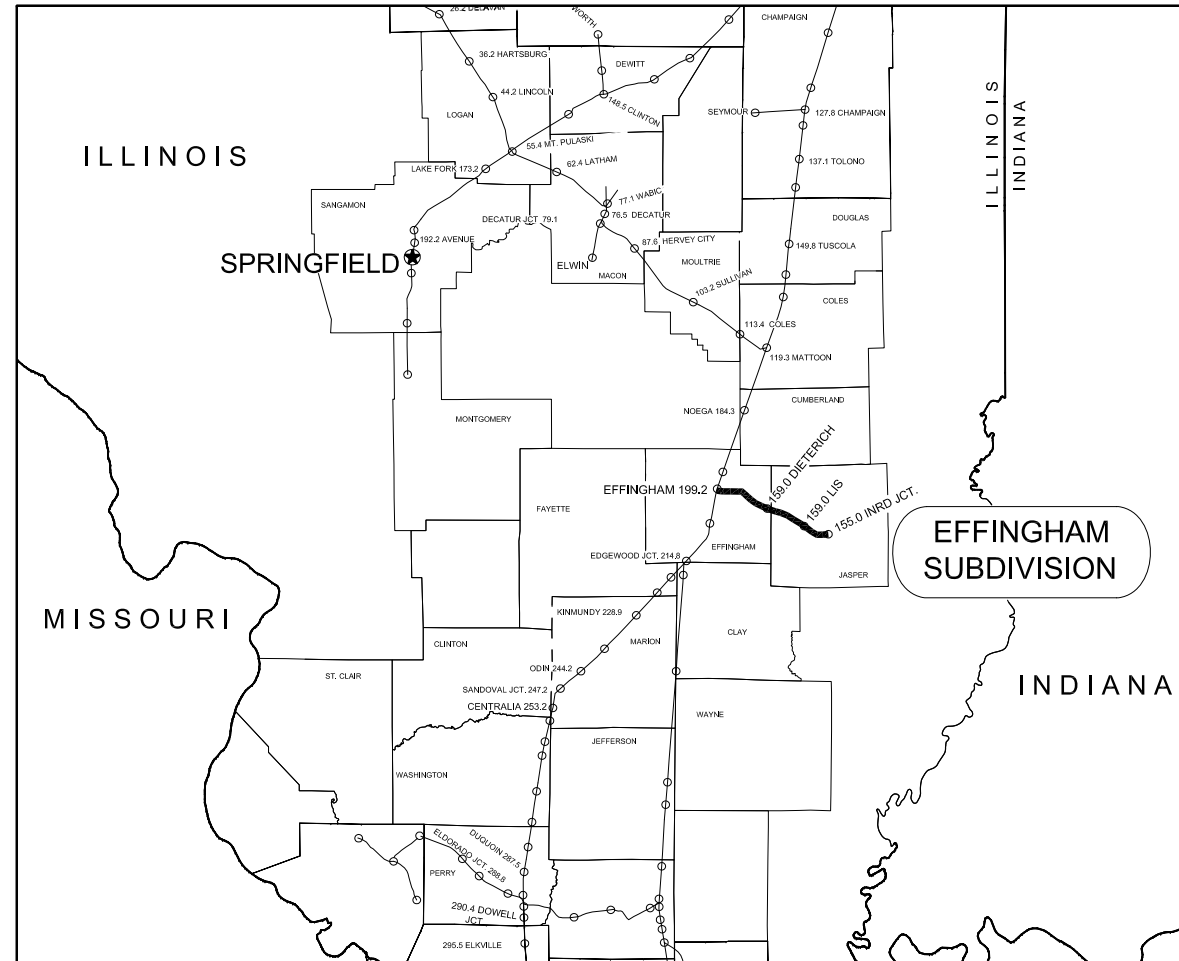 26.2 DELAVAN
WORTH
CHAMPAIGN
36.2 HARTSBURG
DEWITT
44.2 LINCOLN
148.5 CLINTON
SEYMOUR
127.8 CHAMPAIGN
LOGAN
ILLINOIS
INDIANA
ILLINOIS
55.4 MT. PULASKI
LAKE FORK 173.2
62.4 LATHAM
137.1 TOLONO
77.1 WABIC
SANGAMON
DECATUR JCT. 79.1
76.5 DECATUR
DOUGLAS
192.2 AVENUE
87.6 HERVEY CITY
149.8 TUSCOLA
SPRINGFIELD
ELWIN
MOULTRIE
MACON
103.2 SULLIVAN
COLES
113.4 COLES
119.3 MATTOON
CUMBERLAND
NOEGA 184.3
MONTGOMERY
159.0 DIETERICH
EFFINGHAM 199.2
159.0 LIS
155.0 INRD JCT.
FAYETTE
EFFINGHAM
SUBDIVISION
EFFINGHAM
EDGEWOOD JCT. 214.8
JASPER
KINMUNDY 228.9
MISSOURI
CLAY
CLINTON
MARION
ODIN 244.2
ST. CLAIR
INDIANA
SANDOVAL JCT. 247.2
CENTRALIA 253.2
WAYNE
JEFFERSON
WASHINGTON
DUQUOIN 287.5
ELDORADO JCT. 288.8
PERRY
290.4 DOWELL
JCT.
295.5 ELKVILLE